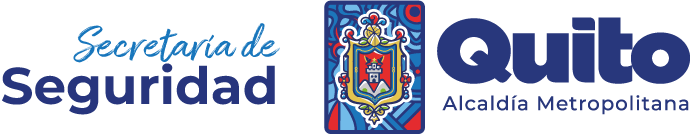 Secretaría de
Seguridad
Quito
Alcaldía Metropolitana